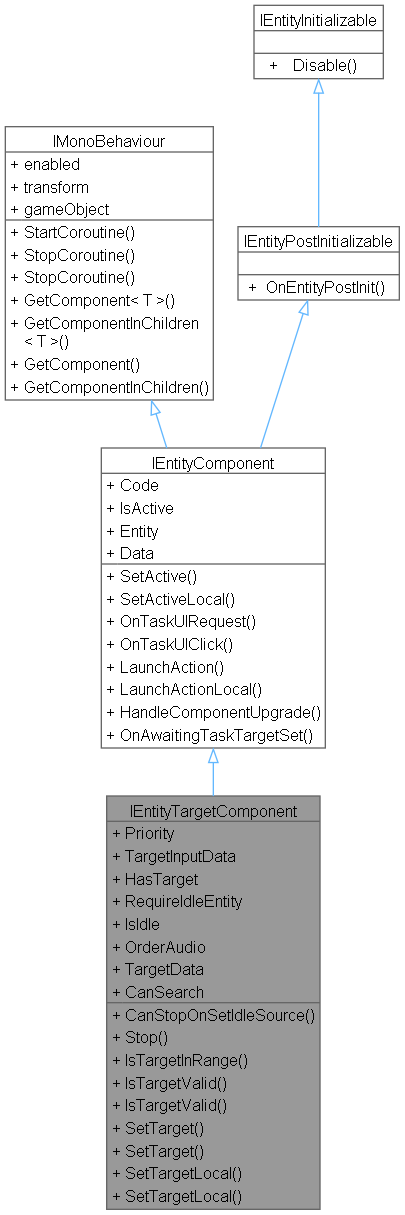 IEntityInitializable
+ Disable()
IMonoBehaviour
+ enabled
+ transform
+ gameObject
+ StartCoroutine()
+ StopCoroutine()
+ StopCoroutine()
+ GetComponent< T >()
+ GetComponentInChildren
< T >()
+ GetComponent()
+ GetComponentInChildren()
IEntityPostInitializable
+ OnEntityPostInit()
IEntityComponent
+ Code
+ IsActive
+ Entity
+ Data
+ SetActive()
+ SetActiveLocal()
+ OnTaskUIRequest()
+ OnTaskUIClick()
+ LaunchAction()
+ LaunchActionLocal()
+ HandleComponentUpgrade()
+ OnAwaitingTaskTargetSet()
IEntityTargetComponent
+ Priority
+ TargetInputData
+ HasTarget
+ RequireIdleEntity
+ IsIdle
+ OrderAudio
+ TargetData
+ CanSearch
+ CanStopOnSetIdleSource()
+ Stop()
+ IsTargetInRange()
+ IsTargetValid()
+ IsTargetValid()
+ SetTarget()
+ SetTarget()
+ SetTargetLocal()
+ SetTargetLocal()